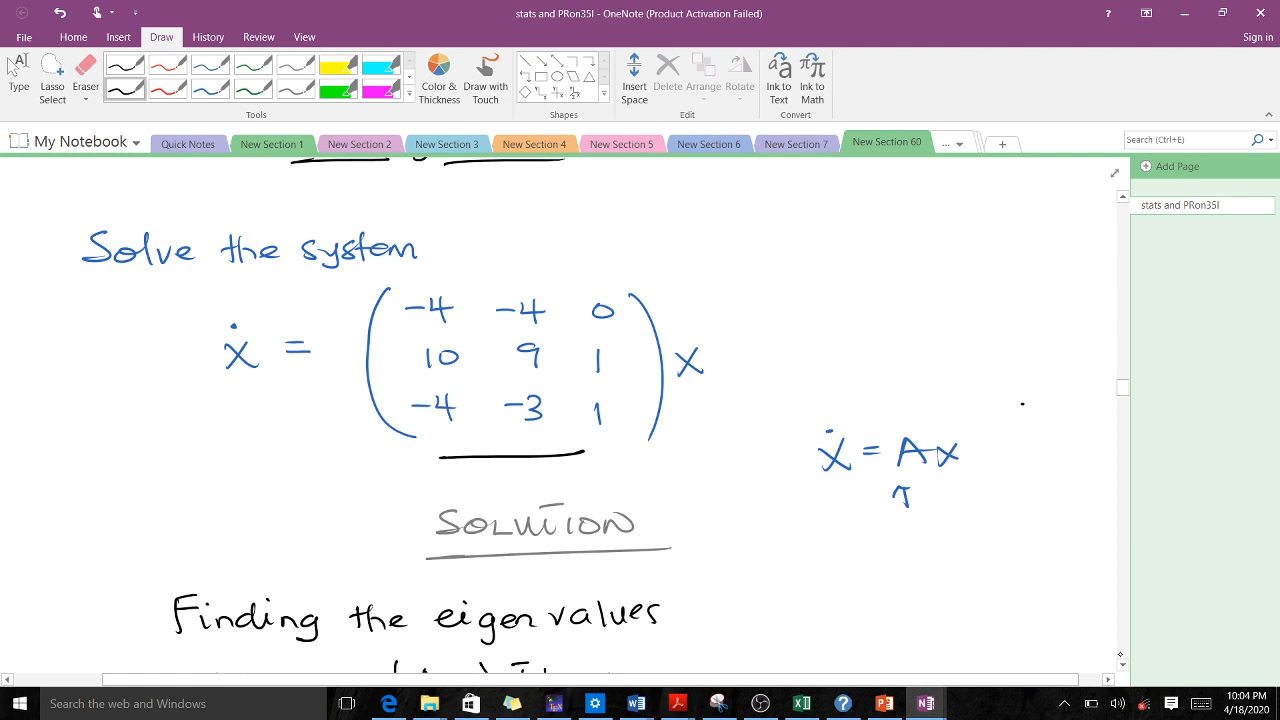 stats and PRon35I - OneNote (Product Activation Failed)
File Home Insert Draw History Review View
Type Lasso Select Eraser Color & Thickness Draw with Touch Insert Space Delete Arrange Rotate Ink to Text Ink to Math
Tools Shapes Edit Convert
My Notebook Quick Notes New Section 1 New Section 2 New Section 3 New Section 4 New Section 5 New Section 6 New Section 7 New Section 60 ... + Search (Ctrl+E)
Add Page
stats and PRon35I
Solve the system
ẋ = ( -4 -4 0
10 9 1
-4 -3 1 ) x
ẋ = Ax
SOLUTION
Finding the eigen values
Search the web and Windows
10:04 PM
4/18/2020